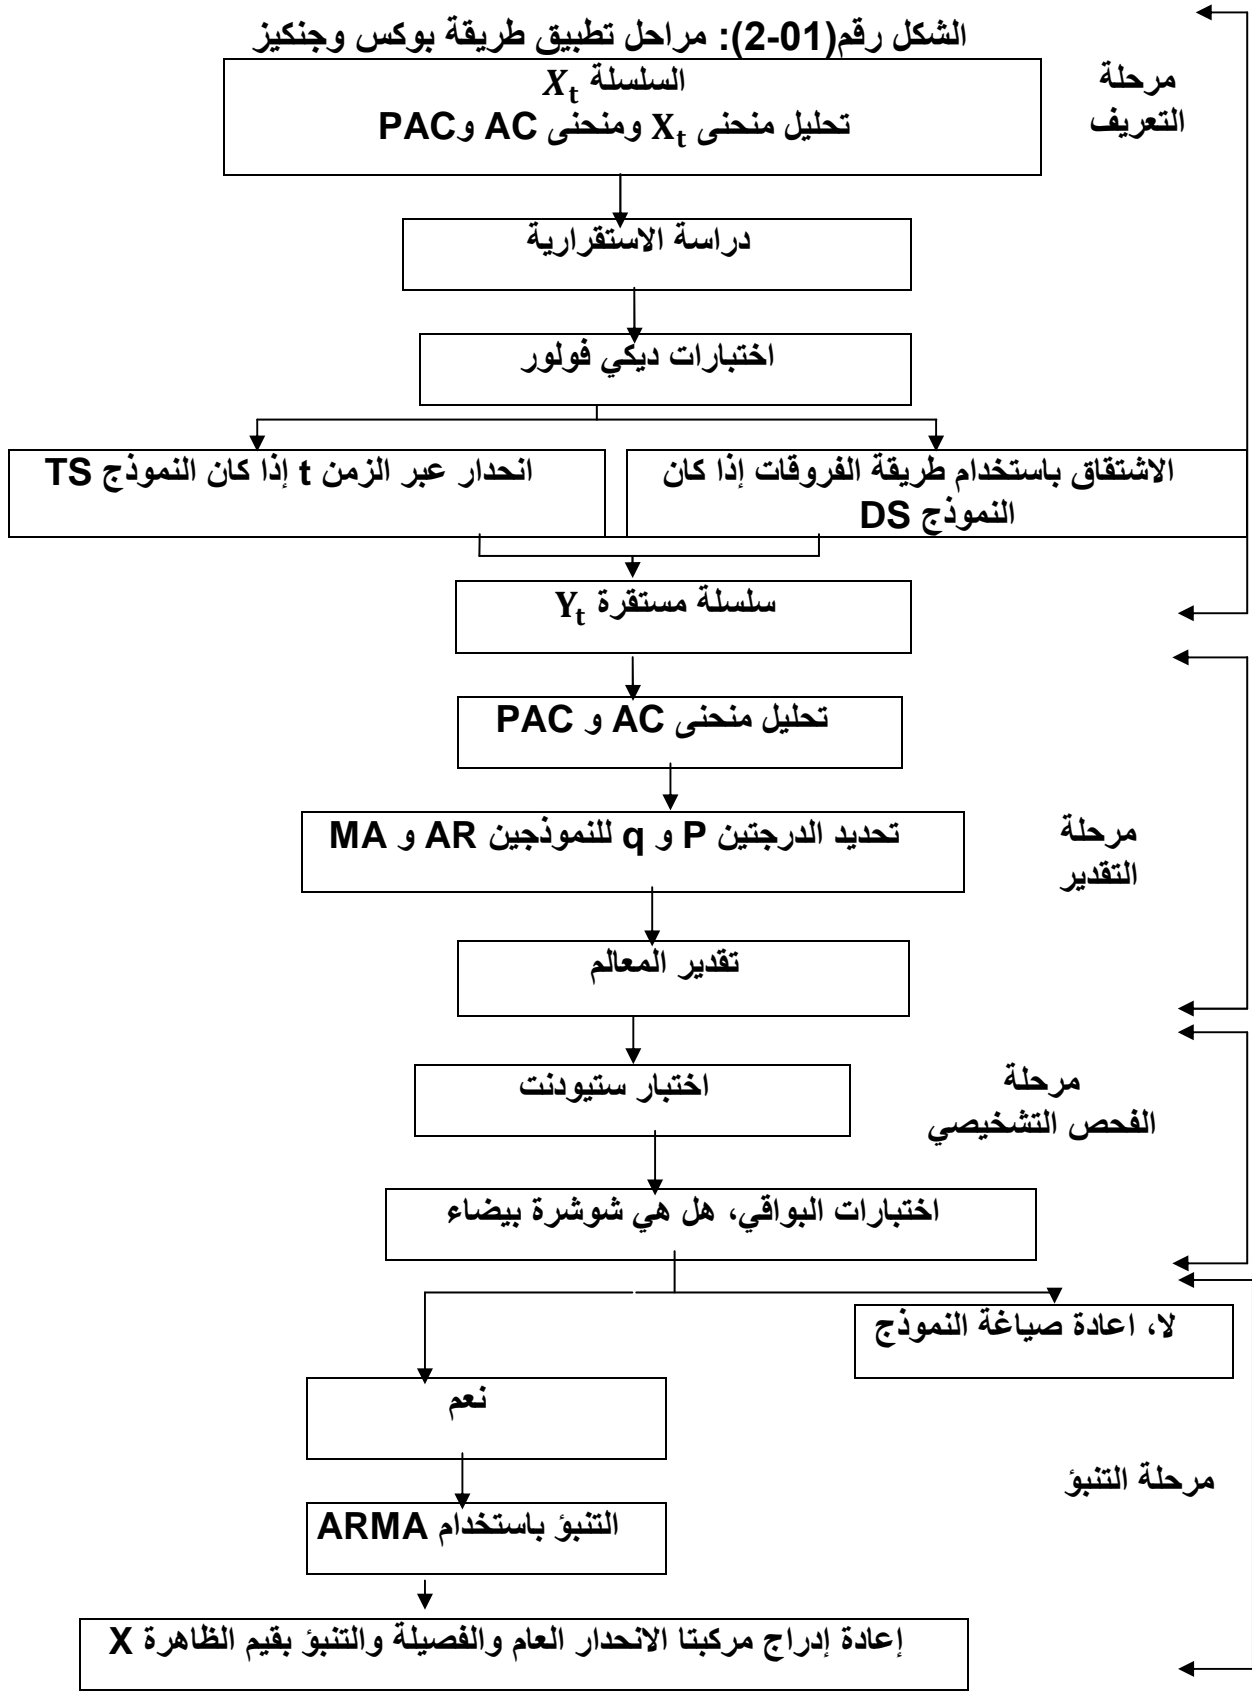 الشكل رقم(01-2): مراحل تطبيق طريقة بوكس وجنكيز
السلسلة Xt
تحليل منحنى Xt ومنحنى AC وPAC
مرحلة
التعريف
دراسة الاستقرارية
اختبارات ديكي فولور
الاشتقاق باستخدام طريقة الفروقات إذا كان
النموذج DS
انحدار عبر الزمن t إذا كان النموذج TS
سلسلة مستقرة Yt
تحليل منحنى AC و PAC
تحديد الدرجتين P و q للنموذجين AR و MA
مرحلة
التقدير
تقدير المعالم
اختبار ستيودنت
مرحلة
الفحص التشخيصي
اختبارات البواقي، هل هي شوشرة بيضاء
لا، اعادة صياغة النموذج
نعم
مرحلة التنبؤ
التنبؤ باستخدام ARMA
إعادة إدراج مركبتا الانحدار العام والفصيلة والتنبؤ بقيم الظاهرة X